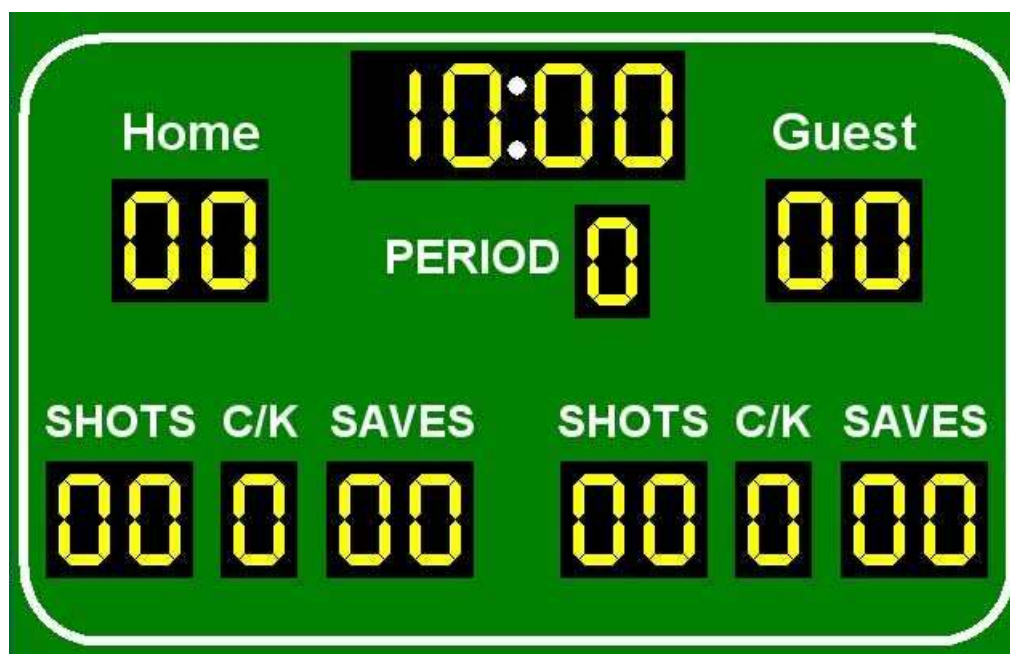 10:00
Home Guest
00 PERIOD 0 00
SHOTS C/K SAVES SHOTS C/K SAVES
00 0 00 00 0 00